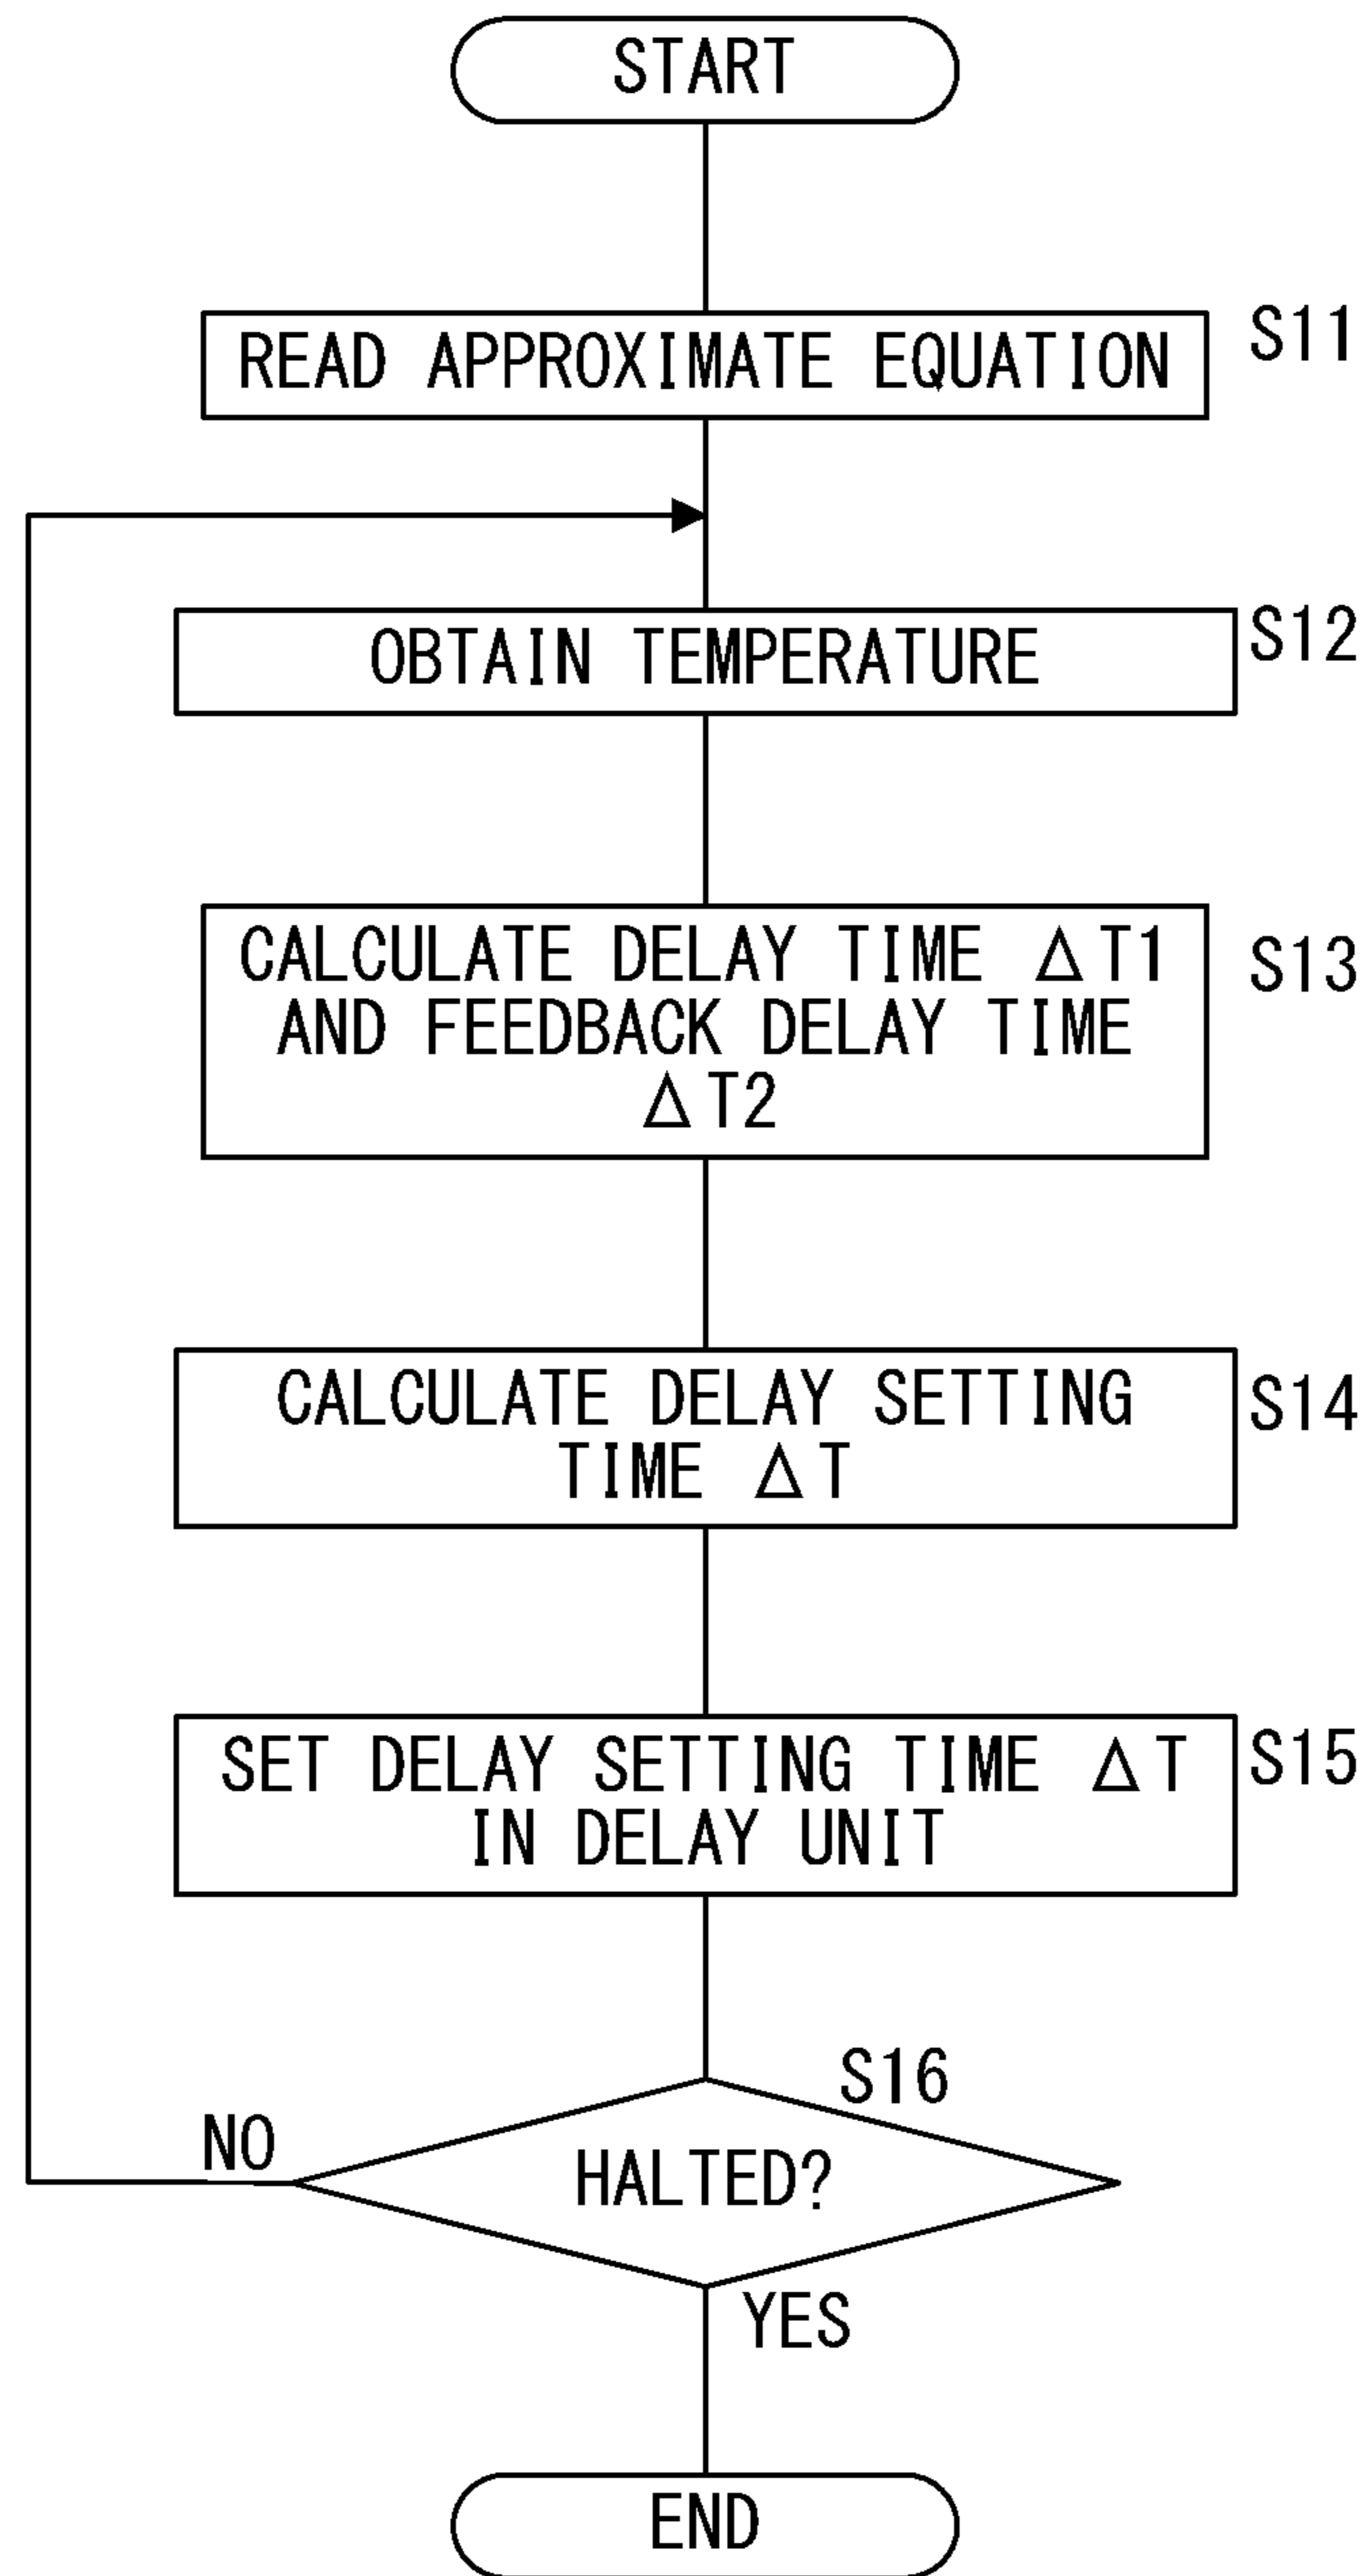 START
READ APPROXIMATE EQUATION
S11
OBTAIN TEMPERATURE
S12
CALCULATE DELAY TIME ΔT1
AND FEEDBACK DELAY TIME
ΔT2
S13
CALCULATE DELAY SETTING
TIME ΔT
S14
SET DELAY SETTING TIME ΔT
IN DELAY UNIT
S15
S16
NO
HALTED?
YES
END